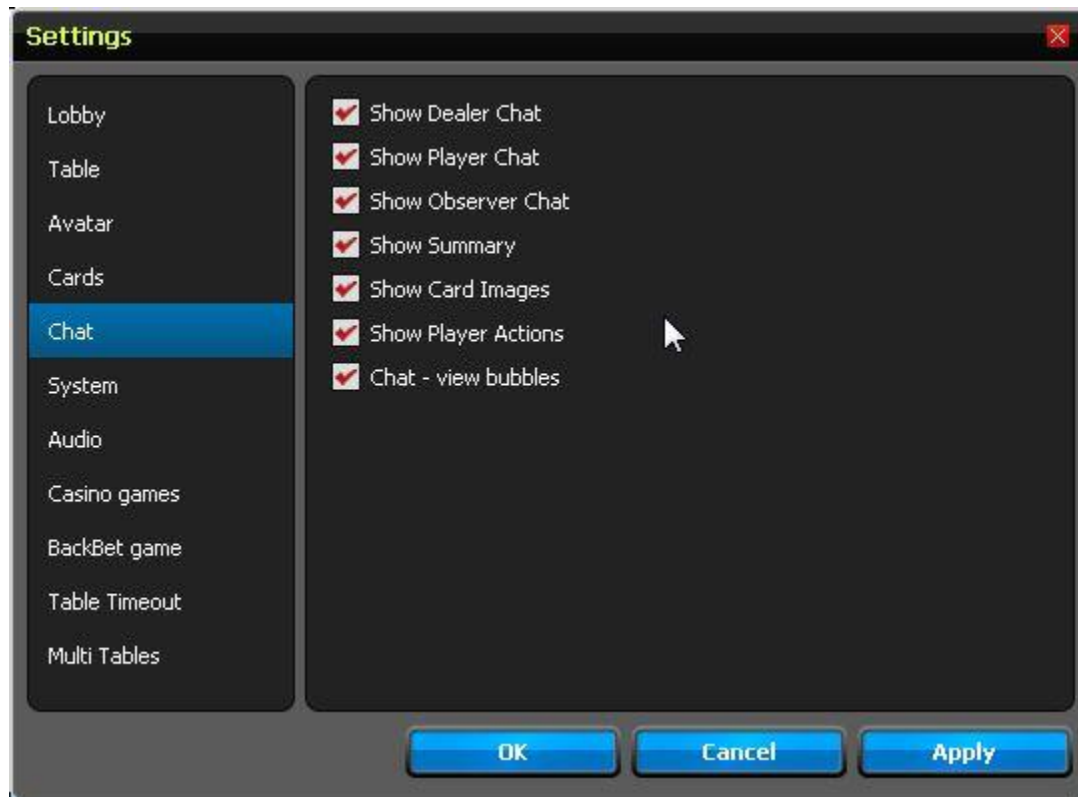 Settings
Lobby
Table
Avatar
Cards
Chat
System
Audio
Casino games
BackBet game
Table Timeout
Multi Tables
Show Dealer Chat
Show Player Chat
Show Observer Chat
Show Summary
Show Card Images
Show Player Actions
Chat - view bubbles
OK
Cancel
Apply